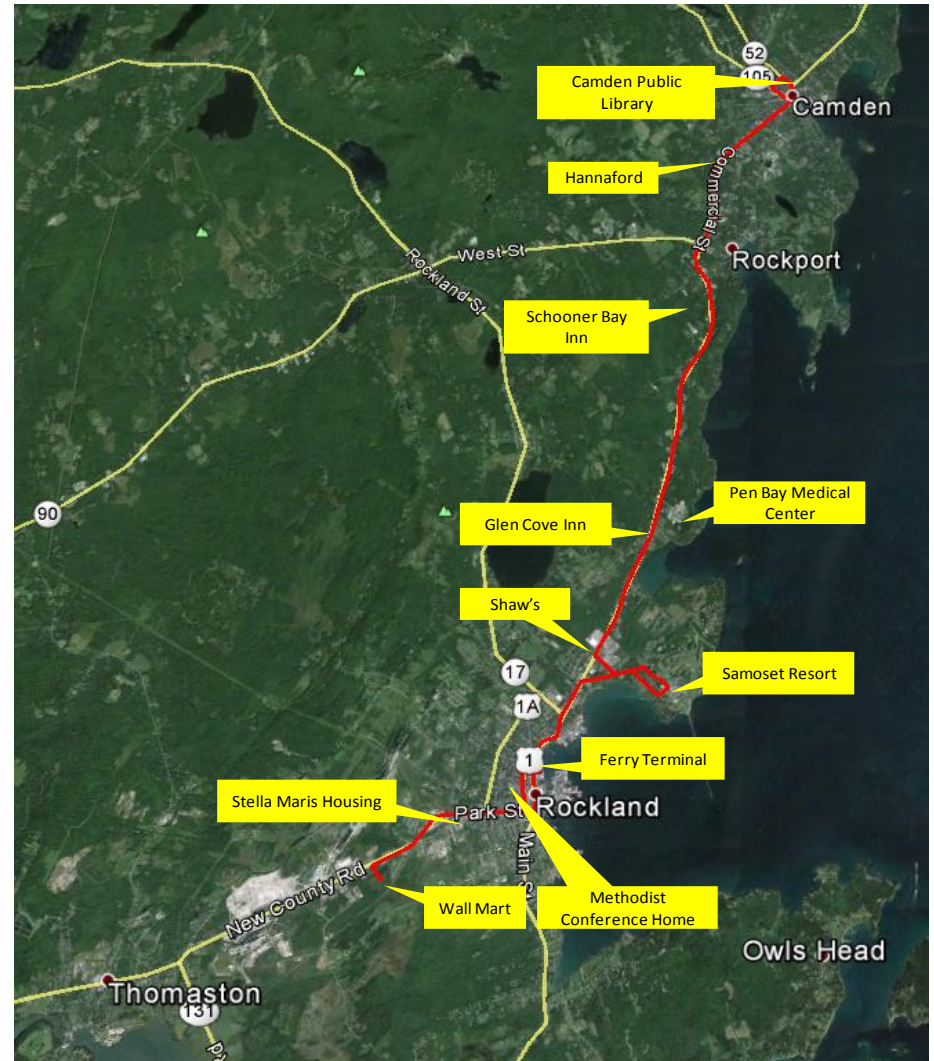 52
105
Camden Public
Library
Camden
Hannaford
Commercial St
West St
Rockport
Rockland St
Schooner Bay
Inn
90
Pen Bay Medical
Center
Glen Cove Inn
Shaw's
17
Samoset Resort
1A
1
Ferry Terminal
Stella Maris Housing
Park St
Rockland
Main St
New County Rd
Wall Mart
Methodist
Conference Home
Owls Head
Thomaston
131